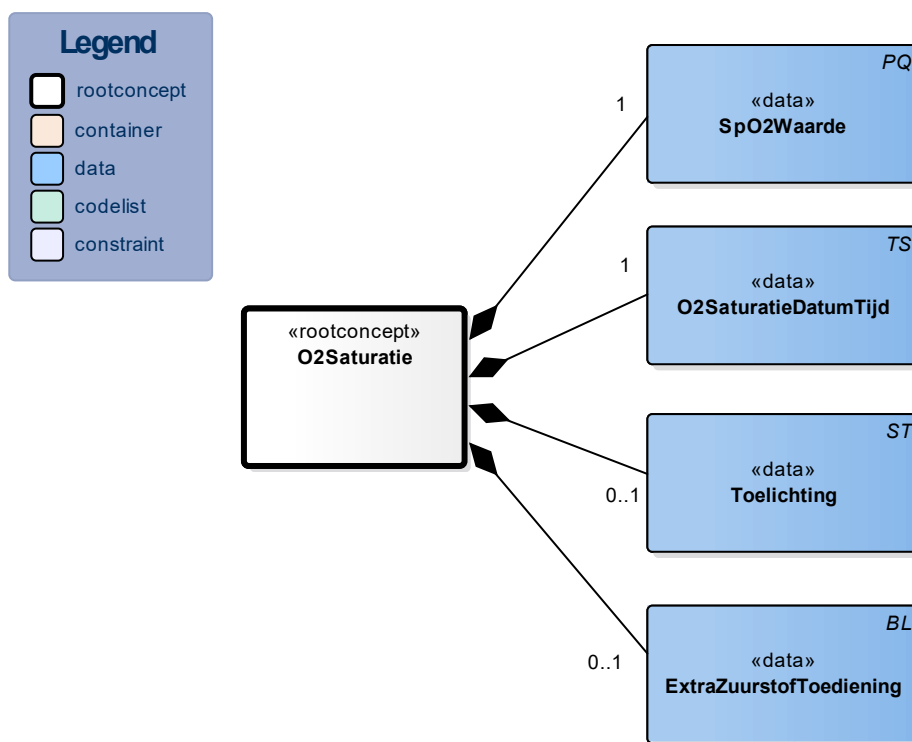 Legend
rootconcept
container
data
codelist
constraint
«rootconcept»
O2Saturatie
1
PQ
«data»
SpO2Waarde
1
TS
«data»
O2SaturatieDatumTijd
0..1
ST
«data»
Toelichting
0..1
BL
«data»
ExtraZuurstofToediening